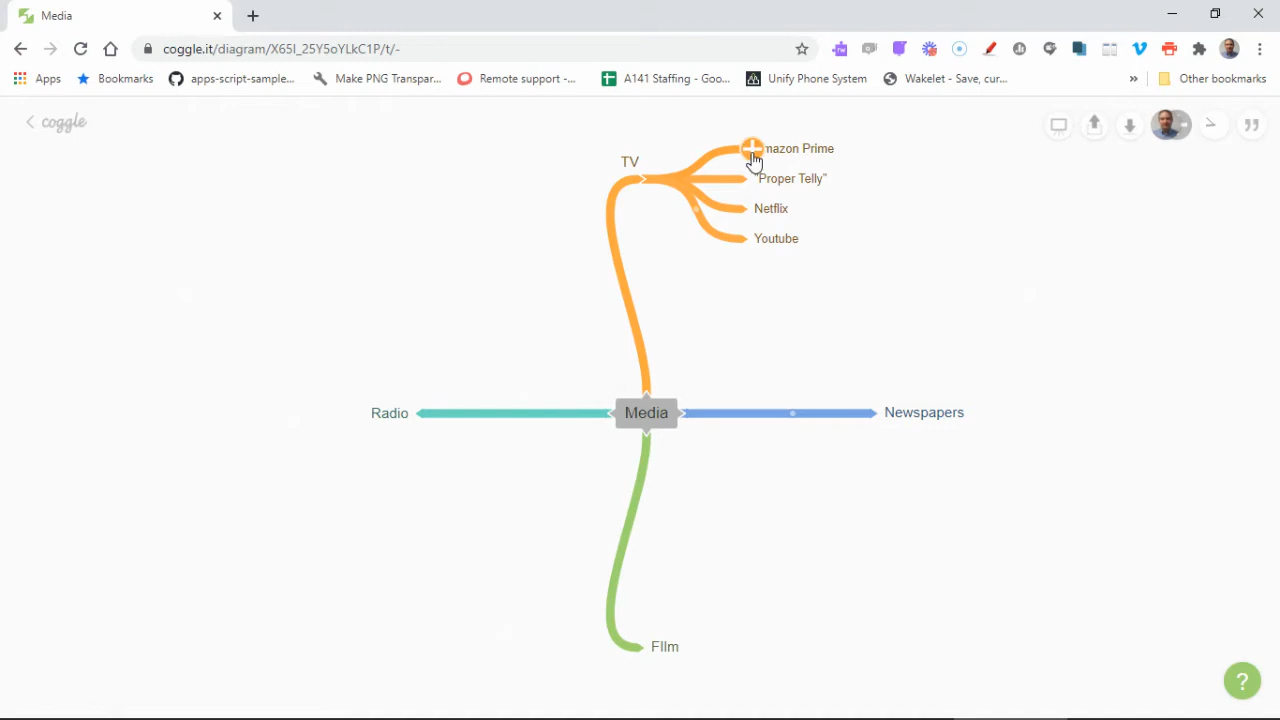 Media
coggle.it/diagram/X65I_25Y5oYLkC1P/t/-
Apps
Bookmarks
apps-script-sample...
Make PNG Transpar...
Remote support -...
A141 Staffing - Goo...
Unify Phone System
Wakelet - Save, cur...
»
Other bookmarks
coggle
TV
mazon Prime
"Proper Telly"
Netflix
Youtube
Radio
Media
Newspapers
FIlm
?